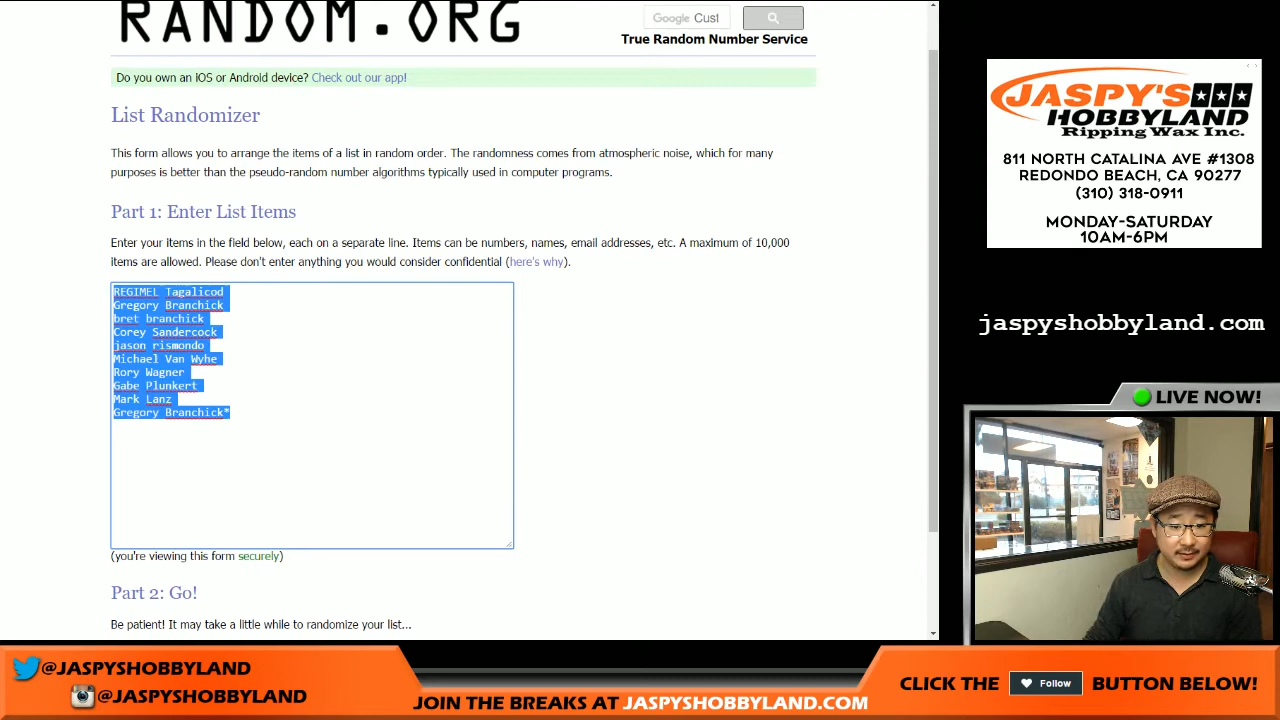 RANDOM.ORG
Google Cust
True Random Number Service
Do you own an iOS or Android device? Check out our app!
List Randomizer
This form allows you to arrange the items of a list in random order. The randomness comes from atmospheric noise, which for many
purposes is better than the pseudo-random number algorithms typically used in computer programs.
Part 1: Enter List Items
Enter your items in the field below, each on a separate line. Items can be numbers, names, email addresses, etc. A maximum of 10,000
items are allowed. Please don't enter anything you would consider confidential (here's why).
REGIMEL Tagalicod
Gregory Branchick
bret branchick
Corey Sandercock
jason rismondo
Michael Van Wyhe
Rory Wagner
Gabe Plunkert
Mark Lanz
Gregory Branchick*
(you're viewing this form securely)
Part 2: Go!
Be patient! It may take a little while to randomize your list...
JASPY'S
HOBBYLAND
Ripping Wax Inc.
811 NORTH CATALINA AVE #1308
REDONDO BEACH, CA 90277
(310) 318-0911
MONDAY-SATURDAY
10AM-6PM
jaspyshobbyland.com
LIVE NOW!
@JASPYSHOBBYLAND
@JASPYSHOBBYLAND
JOIN THE BREAKS AT JASPYSHOBBYLAND.COM
CLICK THE Follow BUTTON BELOW!